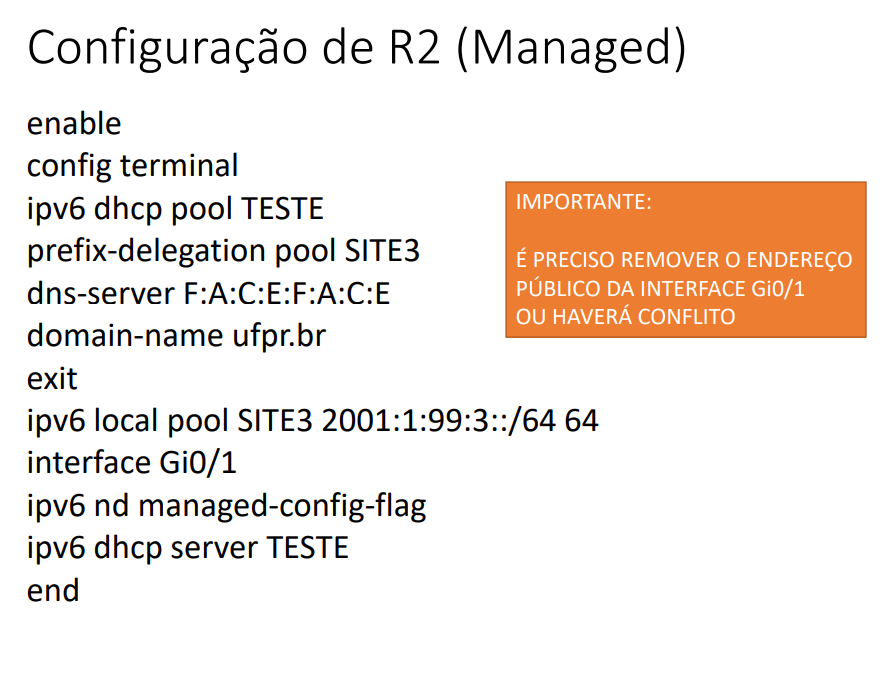 Configuração de R2 (Managed)
enable
config terminal
ipv6 dhcp pool TESTE
prefix-delegation pool SITE3
dns-server F:A:C:E:F:A:C:E
domain-name ufpr.br
exit
ipv6 local pool SITE3 2001:1:99:3::/64 64
interface Gi0/1
ipv6 nd managed-config-flag
ipv6 dhcp server TESTE
end
IMPORTANTE:
É PRECISO REMOVER O ENDEREÇO
PÚBLICO DA INTERFACE Gi0/1
OU HAVERÁ CONFLITO